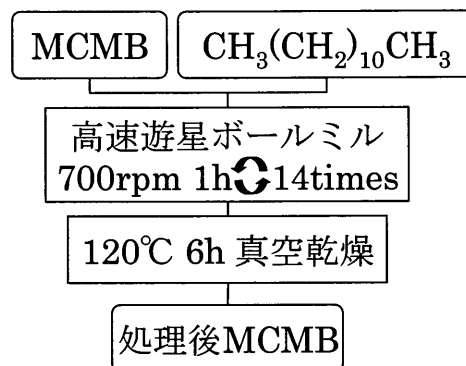 MCMB
CH₃(CH₂)₁₀CH₃
高速遊星ボールミル
700rpm 1h 14times
120℃ 6h 真空乾燥
処理後MCMB